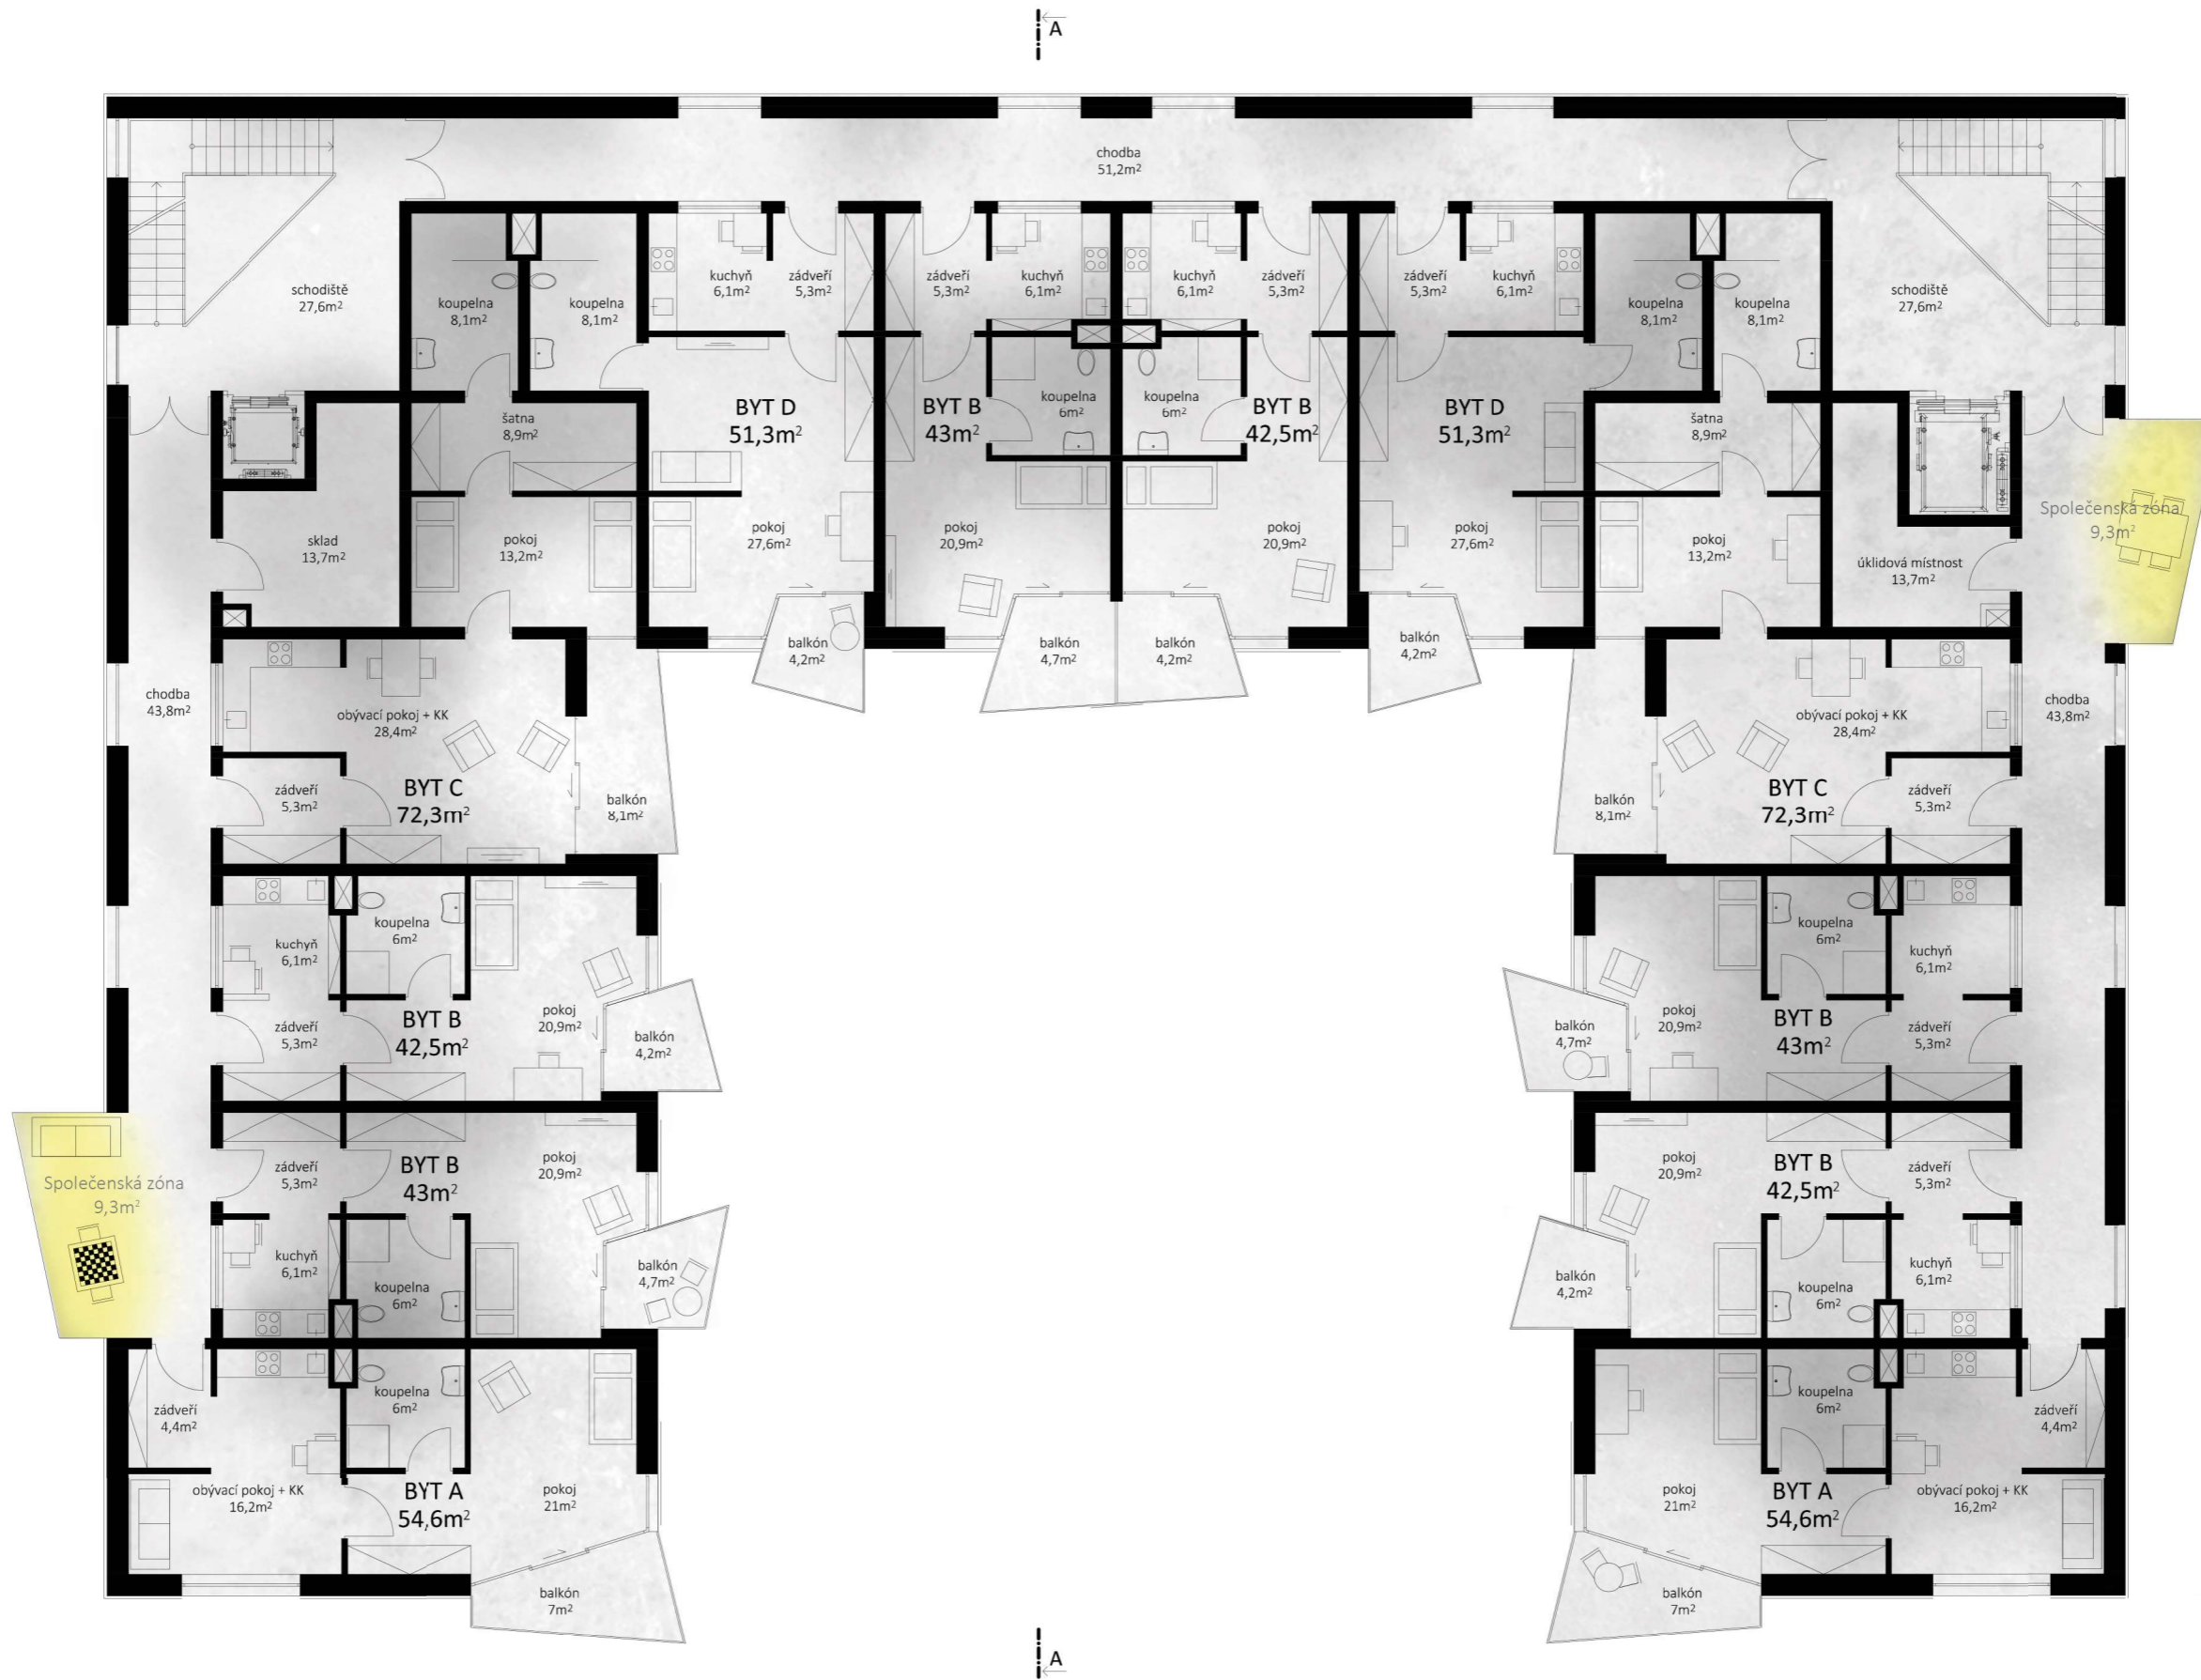 A
chodba
51,2m²
schodiště
27,6m²
koupelna
8,1m²
koupelna
8,1m²
kuchyň
6,1m²
zádveří
5,3m²
zádveří
5,3m²
kuchyň
6,1m²
kuchyň
6,1m²
zádveří
5,3m²
zádveří
5,3m²
kuchyň
6,1m²
koupelna
8,1m²
koupelna
8,1m²
schodiště
27,6m²
šatna
8,9m²
BYT D
51,3m²
BYT B
43m²
koupelna
6m²
koupelna
6m²
BYT B
42,5m²
BYT D
51,3m²
šatna
8,9m²
sklad
13,7m²
pokoj
13,2m²
pokoj
27,6m²
pokoj
20,9m²
pokoj
20,9m²
pokoj
27,6m²
pokoj
13,2m²
úklidová místnost
13,7m²
Společenská zóna
9,3m²
balkón
4,2m²
balkón
4,7m²
balkón
4,2m²
balkón
4,2m²
chodba
43,8m²
obývací pokoj + KK
28,4m²
obývací pokoj + KK
28,4m²
chodba
43,8m²
zádveří
5,3m²
BYT C
72,3m²
balkón
8,1m²
balkón
8,1m²
BYT C
72,3m²
zádveří
5,3m²
kuchyň
6,1m²
koupelna
6m²
koupelna
6m²
kuchyň
6,1m²
zádveří
5,3m²
BYT B
42,5m²
pokoj
20,9m²
balkón
4,2m²
balkón
4,7m²
pokoj
20,9m²
BYT B
43m²
zádveří
5,3m²
Společenská zóna
9,3m²
zádveří
5,3m²
BYT B
43m²
pokoj
20,9m²
pokoj
20,9m²
BYT B
42,5m²
zádveří
5,3m²
kuchyň
6,1m²
koupelna
6m²
balkón
4,7m²
balkón
4,2m²
koupelna
6m²
kuchyň
6,1m²
zádveří
4,4m²
koupelna
6m²
koupelna
6m²
zádveří
4,4m²
obývací pokoj + KK
16,2m²
BYT A
54,6m²
pokoj
21m²
pokoj
21m²
BYT A
54,6m²
obývací pokoj + KK
16,2m²
balkón
7m²
balkón
7m²
A